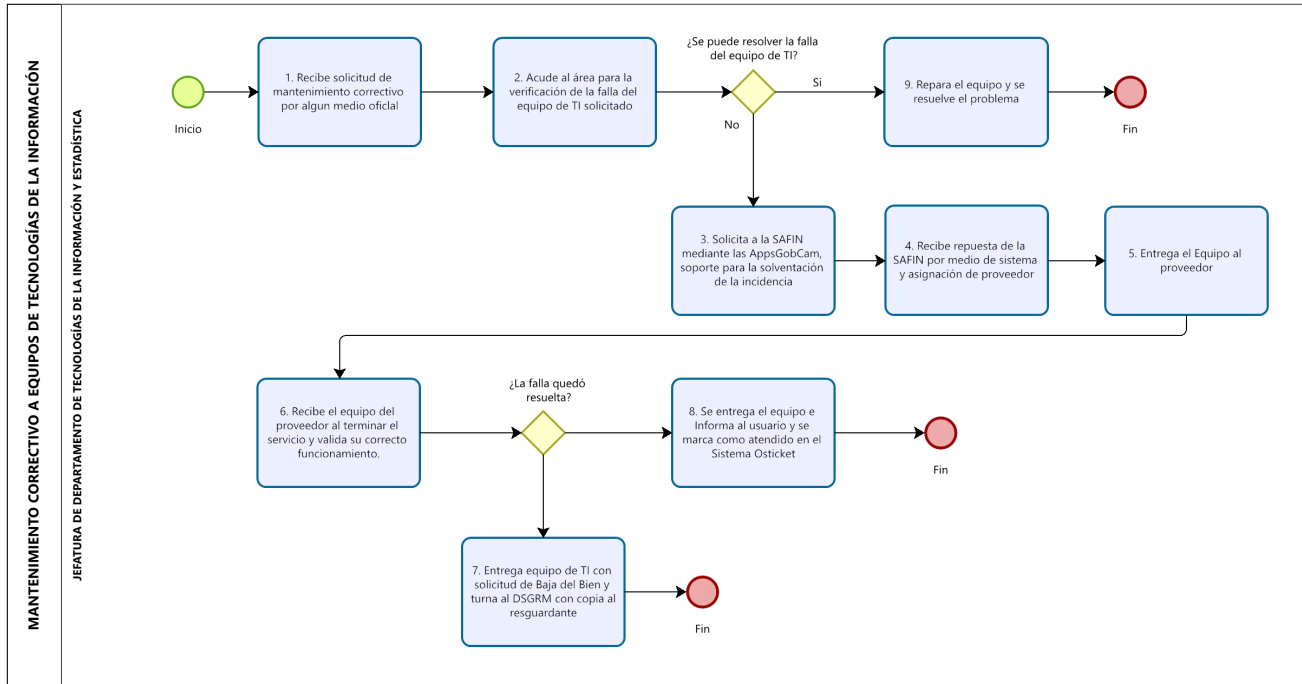 MANTENIMIENTO CORRECTIVO A EQUIPOS DE TECNOLOGÍAS DE LA INFORMACIÓN
JEFATURA DE DEPARTAMENTO DE TECNOLOGÍAS DE LA INFORMACIÓN Y ESTADÍSTICA
Inicio
1. Recibe solicitud de
mantenimiento correctivo
por algun medio oficlal
2. Acude al área para la
verificación de la falla del
equipo de TI solicitado
¿Se puede resolver la falla
del equipo de TI?
Si
No
9. Repara el equipo y se
resuelve el problema
Fin
3. Solicita a la SAFIN
mediante las AppsGobCam,
soporte para la solventación
de la incidencia
4. Recibe repuesta de la
SAFIN por medio de sistema
y asignación de proveedor
5. Entrega el Equipo al
proveedor
6. Recibe el equipo del
proveedor al terminar el
servicio y valida su correcto
funcionamiento.
¿La falla quedó
resuelta?
8. Se entrega el equipo e
Informa al usuario y se
marca como atendido en el
Sistema Osticket
Fin
7. Entrega equipo de TI con
solicitud de Baja del Bien y
turna al DSGRM con copia al
resguardante
Fin